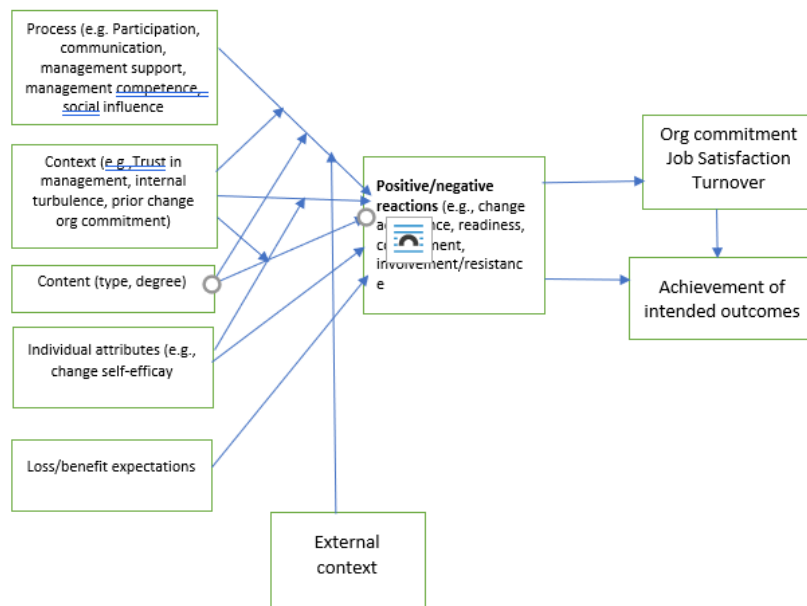 Process (e.g. Participation,
communication,
management support,
management competence,
social influence
Context (e.g.,Trust in
management, internal
turbulence, prior change
org commitment)
Content (type, degree)
Individual attributes (e.g.,
change self-efficay
Loss/benefit expectations
External
context
Positive/negative
reactions (e.g., change
readiness,
involvement/resistanc
e
Org commitment
Job Satisfaction
Turnover
Achievement of
intended outcomes